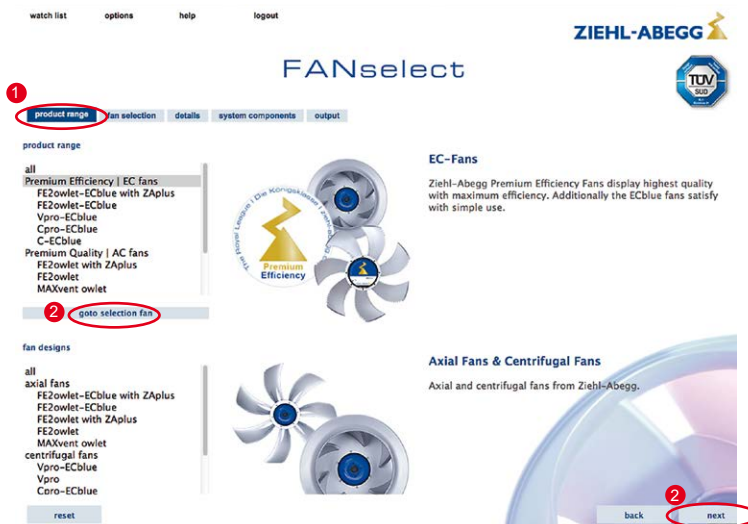 watch list options help logout
ZIEHL-ABEGG
FANselect
TÜV
SÜD
1
product range fan selection details system components output
product range
all
Premium Efficiency | EC fans
FE2owlet-ECblue with ZAplus
FE2owlet-ECblue
Vpro-ECblue
Cpro-ECblue
C-ECblue
Premium Quality | AC fans
FE2owlet with ZAplus
FE2owlet
MAXvent owlet
Premium
Efficiency
EC-Fans
Ziehl-Abegg Premium Efficiency Fans display highest quality
with maximum efficiency. Additionally the ECblue fans satisfy
with simple use.
2 goto selection fan
fan designs
all
axial fans
FE2owlet-ECblue with ZAplus
FE2owlet-ECblue
FE2owlet with ZAplus
FE2owlet
MAXvent owlet
centrifugal fans
Vpro-ECblue
Vpro
Cpro-ECblue
Axial Fans & Centrifugal Fans
Axial and centrifugal fans from Ziehl-Abegg.
2
reset back next